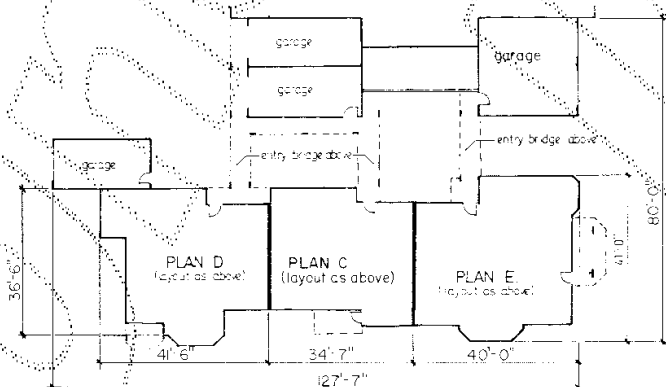 garage
garage
garage
garage
entry bridge above
entry bridge above
PLAN D
(layout as above)
PLAN C
(layout as above)
PLAN E
(layout as above)
36'-6"
41'-0"
80'-0"
41'-6"
34'-7"
40'-0"
127'-7"